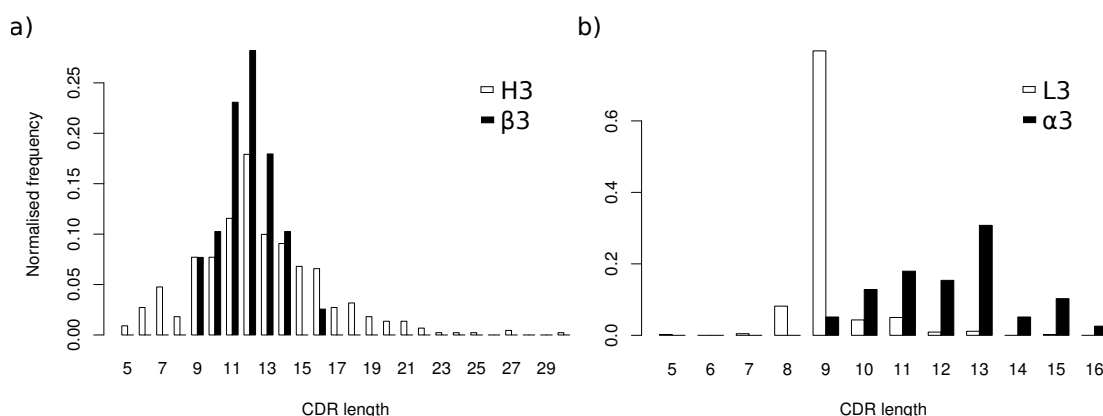 a)
H3
β3
Normalised frequency
0.25
0.20
0.15
0.10
0.05
0.00
5 7 9 11 13 15 17 19 21 23 25 27 29
CDR length
b)
L3
α3
0.6
0.4
0.2
0.0
5 6 7 8 9 10 11 12 13 14 15 16
CDR length